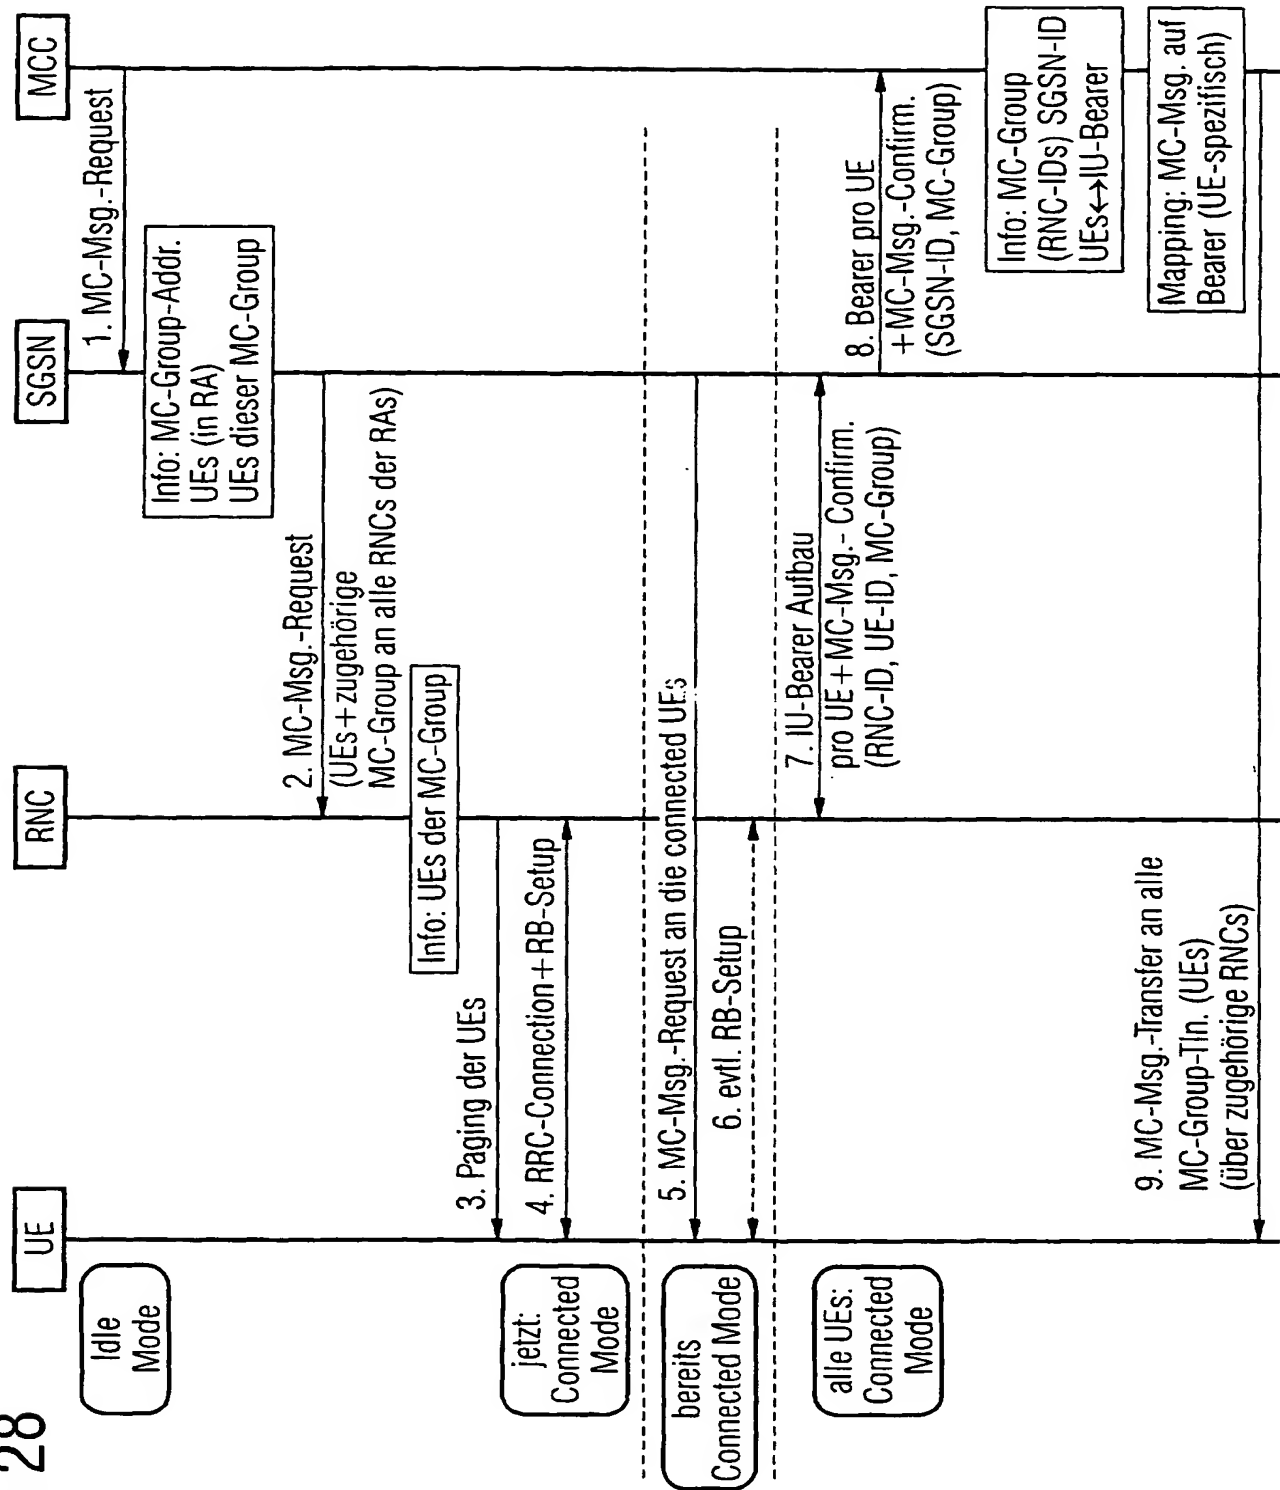 28
UE
RNC
SGSN
MCC
Idle
Mode
1. MC-Msg.-Request
Info: MC-Group-Addr.
UEs (in RA)
UEs dieser MC-Group
2. MC-Msg.-Request
(UEs+zugehörige
MC-Group an alle RNCs der RAs)
Info: UEs der MC-Group
3. Paging der UEs
jetzt:
Connected
Mode
4. RRC-Connection+RB-Setup
bereits
Connected Mode
5. MC-Msg.-Request an die connected UEs
6. evtl. RB-Setup
alle UEs:
Connected
Mode
7. IU-Bearer Aufbau
pro UE+MC-Msg.- Confirm.
(RNC-ID, UE-ID, MC-Group)
8. Bearer pro UE
+MC-Msg.-Confirm.
(SGSN-ID, MC-Group)
Info: MC-Group
(RNC-IDs) SGSN-ID
UEs↔IU-Bearer
Mapping: MC-Msg. auf
Bearer (UE-spezifisch)
9. MC-Msg.-Transfer an alle
MC-Group-Tln. (UEs)
(über zugehörige RNCs)